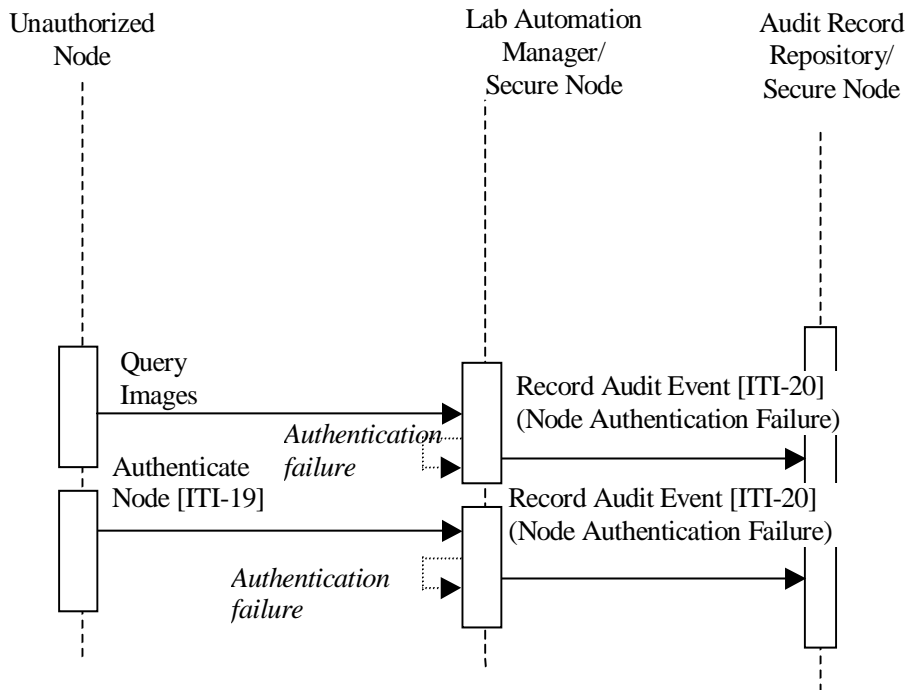 Unauthorized
Node
Lab Automation
Manager/
Secure Node
Audit Record
Repository/
Secure Node
Query
Images
Record Audit Event [ITI-20]
(Node Authentication Failure)
Authentication
failure
Authenticate
Node [ITI-19]
Record Audit Event [ITI-20]
(Node Authentication Failure)
Authentication
failure